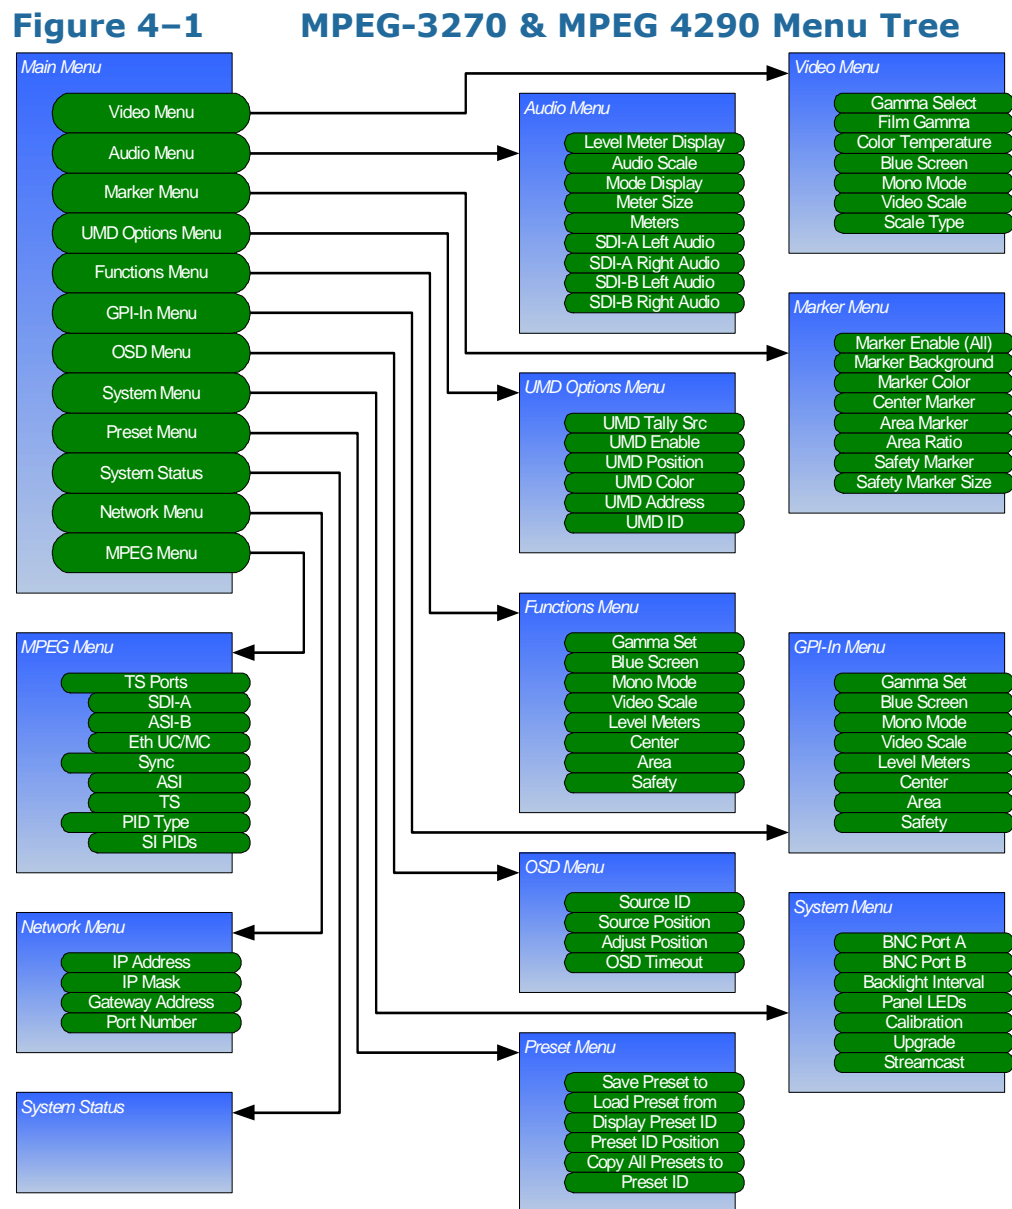 Figure 4–1 MPEG-3270 & MPEG 4290 Menu Tree
Main Menu
Video Menu
Audio Menu
Marker Menu
UMD Options Menu
Functions Menu
GPI-In Menu
OSD Menu
System Menu
Preset Menu
System Status
Network Menu
MPEG Menu
MPEG Menu
TS Ports
SDI-A
ASI-B
Eth UC/MC
Sync
ASI
TS
PID Type
SI PIDs
Network Menu
IP Address
IP Mask
Gateway Address
Port Number
System Status
Audio Menu
Level Meter Display
Audio Scale
Mode Display
Meter Size
Meters
SDI-A Left Audio
SDI-A Right Audio
SDI-B Left Audio
SDI-B Right Audio
UMD Options Menu
UMD Tally Src
UMD Enable
UMD Position
UMD Color
UMD Address
UMD ID
Functions Menu
Gamma Set
Blue Screen
Mono Mode
Video Scale
Level Meters
Center
Area
Safety
OSD Menu
Source ID
Source Position
Adjust Position
OSD Timeout
Preset Menu
Save Preset to
Load Preset from
Display Preset ID
Preset ID Position
Copy All Presets to
Preset ID
Video Menu
Gamma Select
Film Gamma
Color Temperature
Blue Screen
Mono Mode
Video Scale
Scale Type
Marker Menu
Marker Enable (All)
Marker Background
Marker Color
Center Marker
Area Marker
Area Ratio
Safety Marker
Safety Marker Size
GPI-In Menu
Gamma Set
Blue Screen
Mono Mode
Video Scale
Level Meters
Center
Area
Safety
System Menu
BNC Port A
BNC Port B
Backlight Interval
Panel LEDs
Calibration
Upgrade
Streamcast